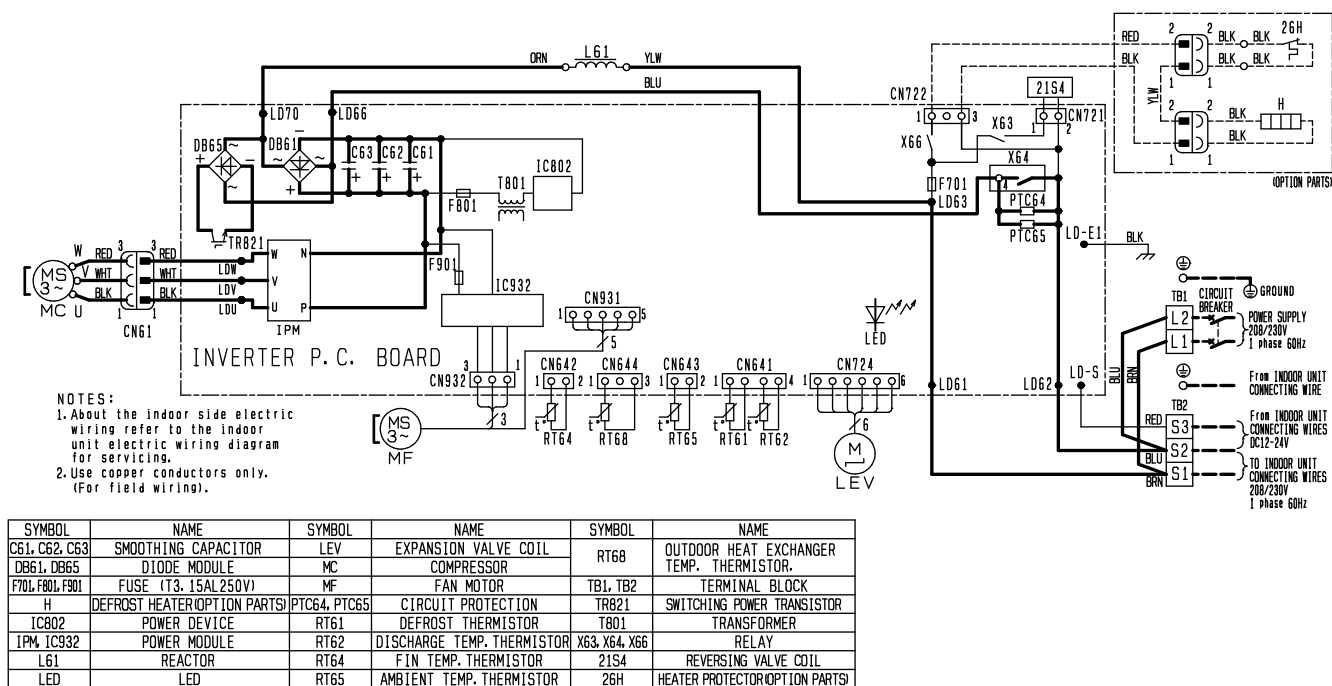 RED
BLK
2
2
BLK
BLK
26H
BLK
BLK
1
1
YLW
2
2
BLK
H
BLK
1
1
(OPTION PARTS)
ORN
L61
YLW
BLU
CN722
1
3
21S4
CN721
1
2
X66
X63
X64
4
F701
LD63
PTC64
PTC65
LD-E1
BLK
LD70
LD66
DB65
DB61
+
-
~
~
-
~
~
+
C63
C62
C61
+
+
+
T801
IC802
F801
TR821
W
V
U
N
P
IPM
F901
IC932
W
RED
3
3
RED
LDW
MS
3~
V
WHT
WHT
LDV
MC
U
BLK
BLK
LDU
1
1
CN61
INVERTER P. C. BOARD
CN931
1
5
5
LED
3
1
CN932
3
CN642
1
2
t°
RT64
CN644
1
3
t°
RT68
CN643
1
2
t°
RT65
CN641
1
4
t°
RT61
t°
RT62
CN724
1
6
6
M
LEV
LD61
LD62
LD-S
MS
3~
MF
GROUND
TB1
CIRCUIT
BREAKER
L2
L1
POWER SUPPLY
208/230V
1 phase 60Hz
BLU
BRN
From INDOOR UNIT
CONNECTING WIRE
TB2
RED
S3
From INDOOR UNIT
CONNECTING WIRES
DC12-24V
BLU
S2
BRN
S1
TO INDOOR UNIT
CONNECTING WIRES
208/230V
1 phase 60Hz
NOTES:
1. About the indoor side electric
wiring refer to the indoor
unit electric wiring diagram
for servicing.
2. Use copper conductors only.
(For field wiring).
SYMBOL NAME SYMBOL NAME SYMBOL NAME
C61, C62, C63 SMOOTHING CAPACITOR LEV EXPANSION VALVE COIL RT68 OUTDOOR HEAT EXCHANGER
TEMP. THERMISTOR.
DB61, DB65 DIODE MODULE MC COMPRESSOR
F701, F801, F901 FUSE (T3. 15AL250V) MF FAN MOTOR TB1, TB2 TERMINAL BLOCK
H DEFROST HEATER(OPTION PARTS) PTC64, PTC65 CIRCUIT PROTECTION TR821 SWITCHING POWER TRANSISTOR
IC802 POWER DEVICE RT61 DEFROST THERMISTOR T801 TRANSFORMER
IPM, IC932 POWER MODULE RT62 DISCHARGE TEMP. THERMISTOR X63, X64, X66 RELAY
L61 REACTOR RT64 FIN TEMP. THERMISTOR 21S4 REVERSING VALVE COIL
LED LED RT65 AMBIENT TEMP. THERMISTOR 26H HEATER PROTECTOR(OPTION PARTS)